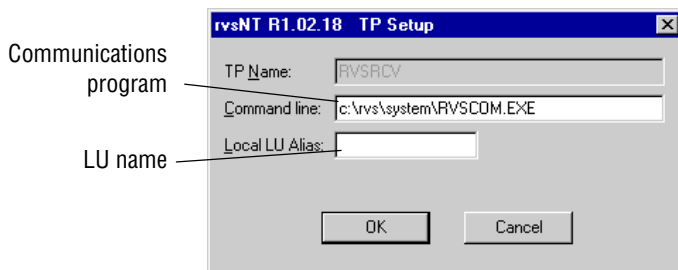 rvsNT R1.02.18 TP Setup
Communications
program
TP Name:
RVSRCV
Command line:
c:\rvs\system\RVSCOM.EXE
LU name
Local LU Alias:
OK
Cancel